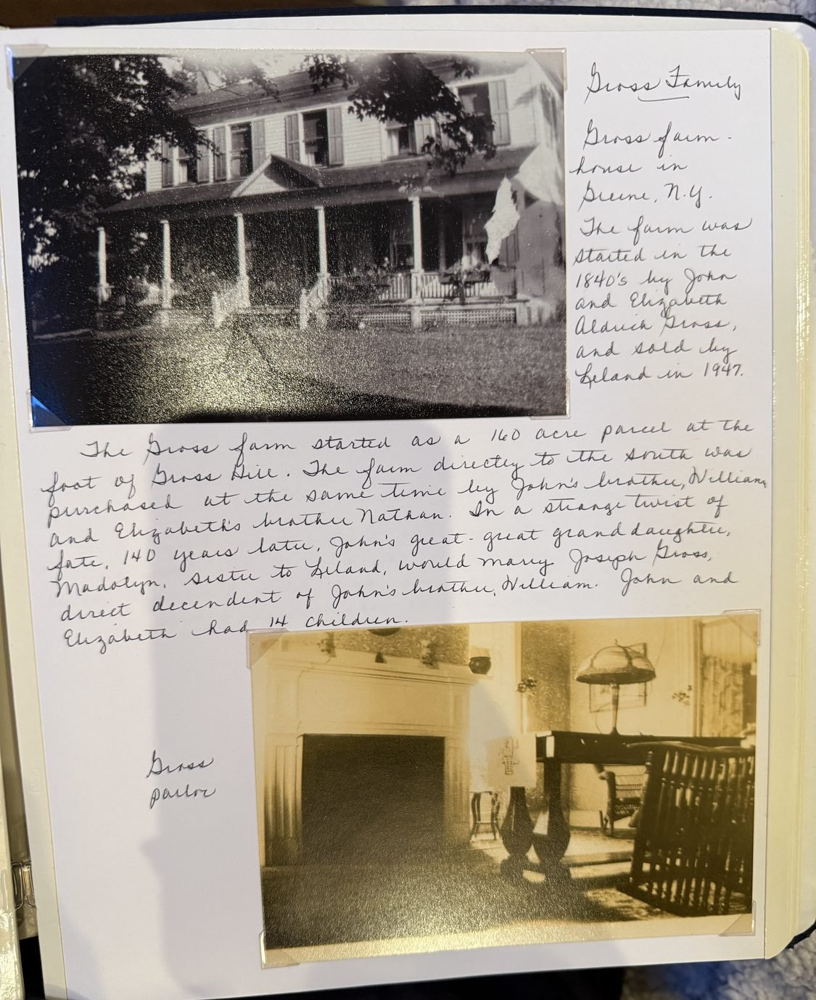 Gross Family
Gross farm-
house in
Greene, N.Y.
The farm was
started in the
1840's by John
and Elizabeth
Aldrich Gross,
and sold by
Leland in 1947.
The Gross farm started as a 160 acre parcel at the
foot of Gross Hill. The farm directly to the south was
purchased at the same time by John's brother, William
and Elizabeth's brother Nathan. In a strange twist of
fate, 140 years later, John's great-great granddaughter,
Madolyn, sister to Leland, would marry Joseph Gross,
direct decendent of John's brother, William. John and
Elizabeth had 14 children.
Gross
parlor